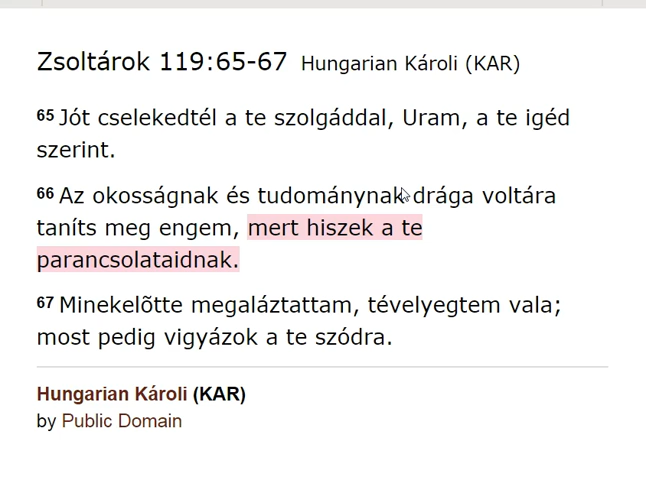 Zsoltárok 119:65-67 Hungarian Károli (KAR)
65 Jót cselekedtél a te szolgáddal, Uram, a te igéd
szerint.
66 Az okosságnak és tudománynak drága voltára
taníts meg engem, mert hiszek a te
parancsolataidnak.
67 Minekelõtte megaláztattam, tévelyegtem vala;
most pedig vigyázok a te szódra.
Hungarian Károli (KAR)
by Public Domain